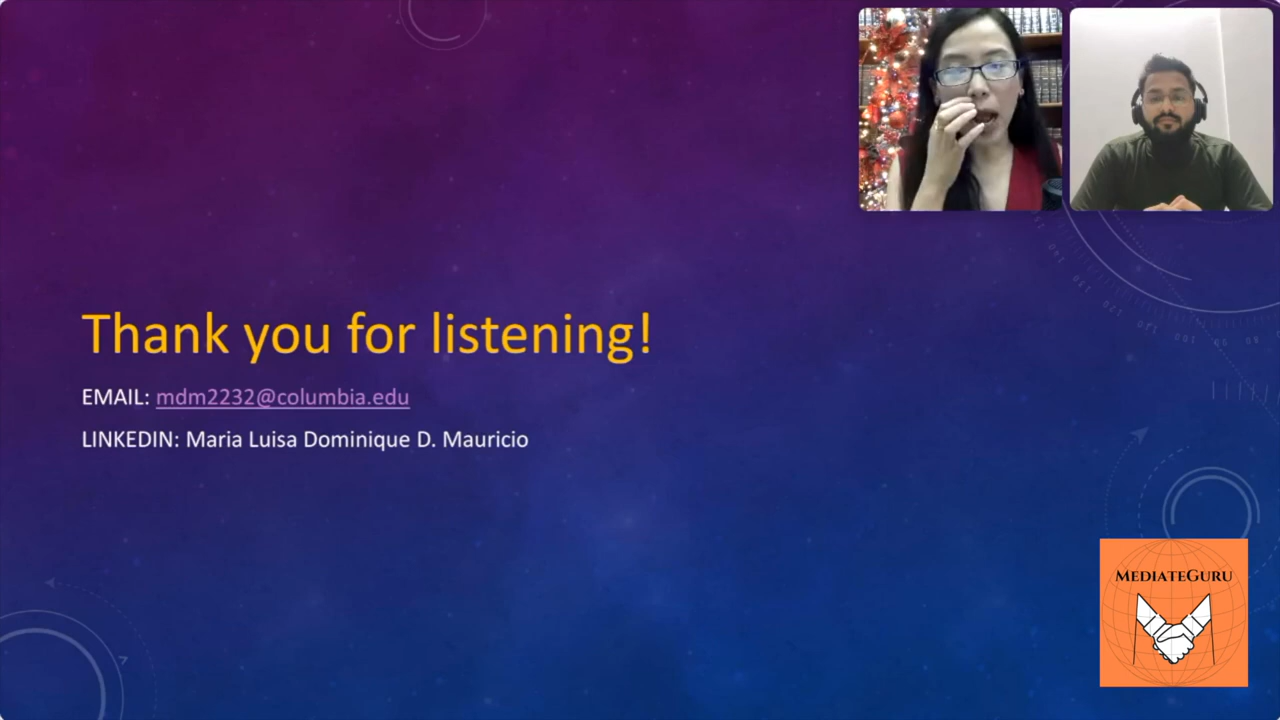 Thank you for listening!
EMAIL: mdm2232@columbia.edu
LINKEDIN: Maria Luisa Dominique D. Mauricio
MEDIATEGURU